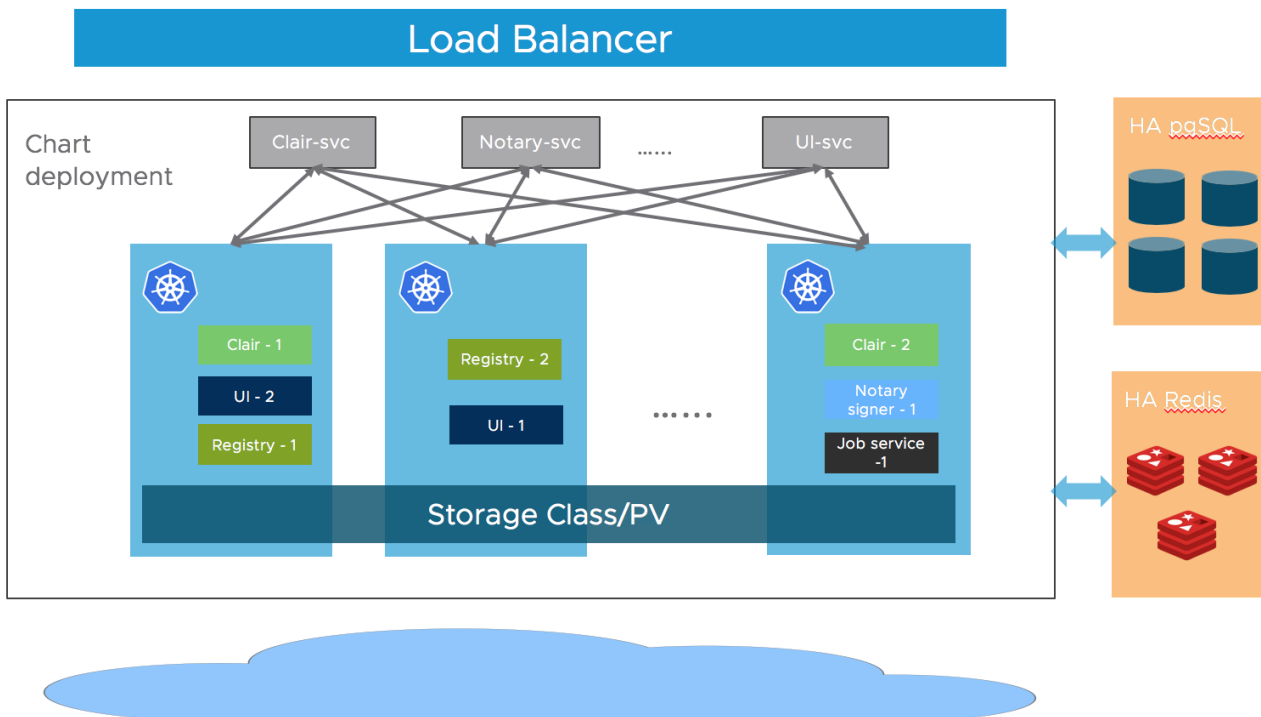 Load Balancer
Chart
deployment
Clair-svc
Notary-svc
......
UI-svc
HA pgSQL
Clair - 1
UI - 2
Registry - 1
Registry - 2
UI - 1
......
Clair - 2
Notary
signer - 1
Job service
-1
Storage Class/PV
HA Redis